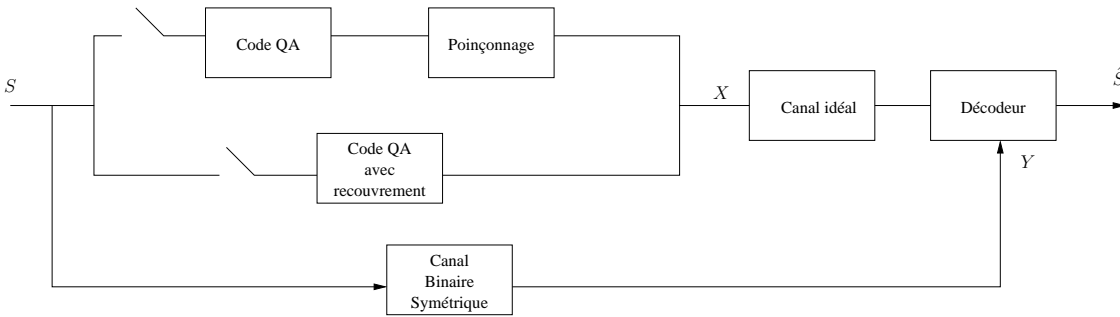 Code QA
Poinçonnage
S
X
Canal idéal
Décodeur
Ŝ
Code QA
avec
recouvrement
Y
Canal
Binaire
Symétrique